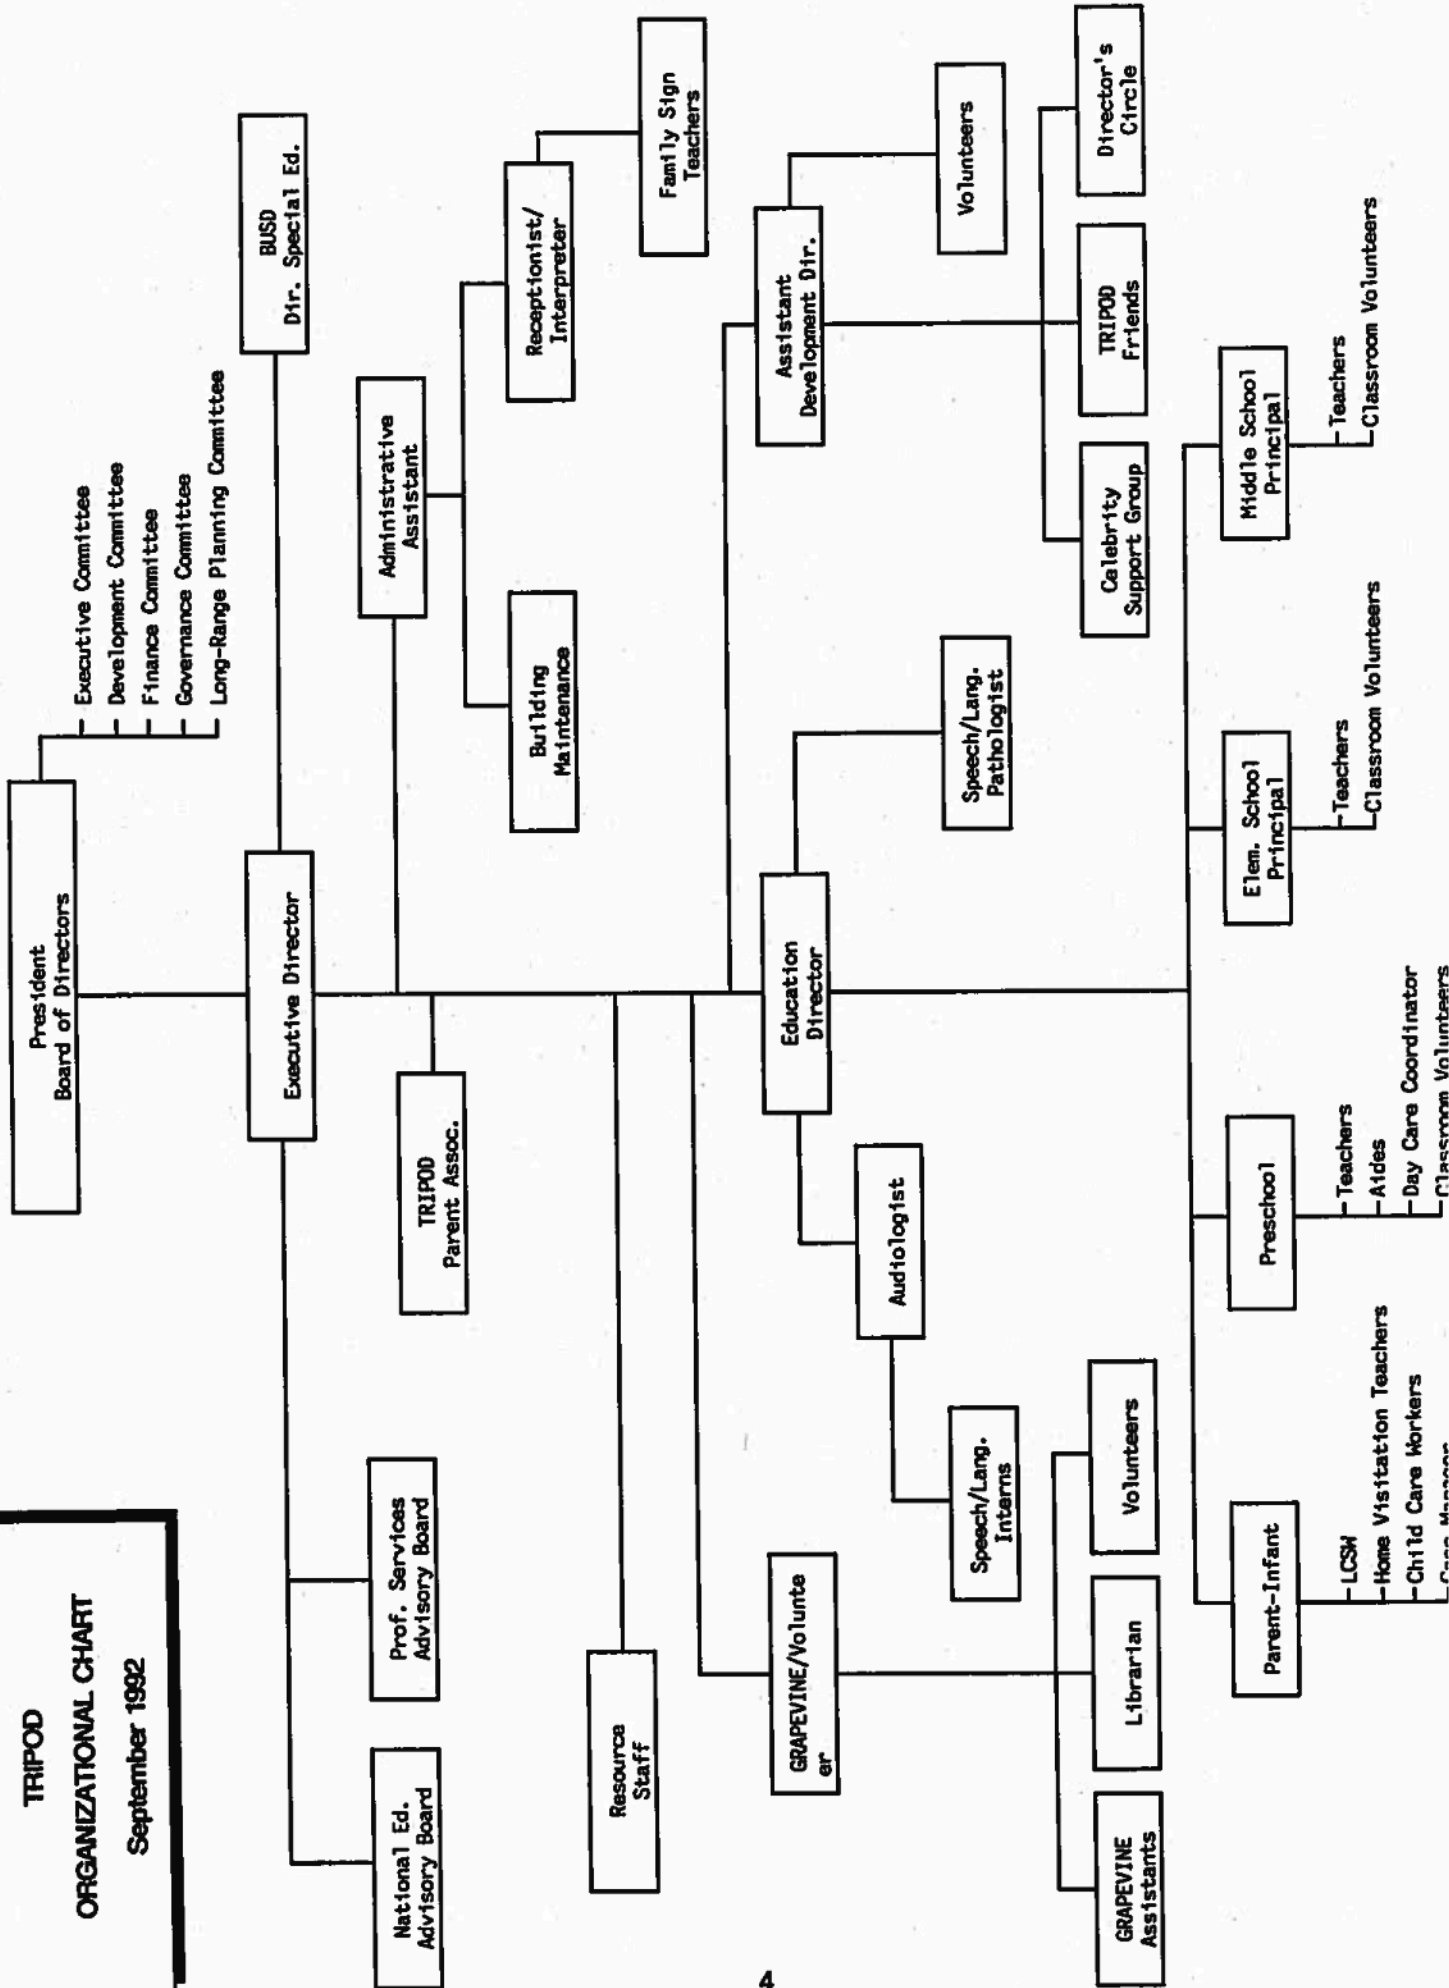 TRIPOD
ORGANIZATIONAL CHART
September 1992
President
Board of Directors
Executive Committee
Development Committee
Finance Committee
Governance Committee
Long-Range Planning Committee
Executive Director
BUSD
Dir. Special Ed.
National Ed.
Advisory Board
Prof. Services
Advisory Board
TRIPOD
Parent Assoc.
Administrative
Assistant
Building
Maintenance
Receptionist/
Interpreter
Family Sign
Teachers
Resource
Staff
GRAPEVINE/Volunte
er
Education
Director
Assistant
Development Dir.
Audiologist
Speech/Lang.
Interns
Speech/Lang.
Pathologist
Volunteers
GRAPEVINE
Assistants
Librarian
Volunteers
Celebrity
Support Group
TRIPOD
Friends
Director's
Circle
Parent-Infant
LCSW
Home Visitation Teachers
Child Care Workers
Preschool
Teachers
Aides
Day Care Coordinator
Classroom Volunteers
Elem. School
Principal
Teachers
Classroom Volunteers
Middle School
Principal
Teachers
Classroom Volunteers
4